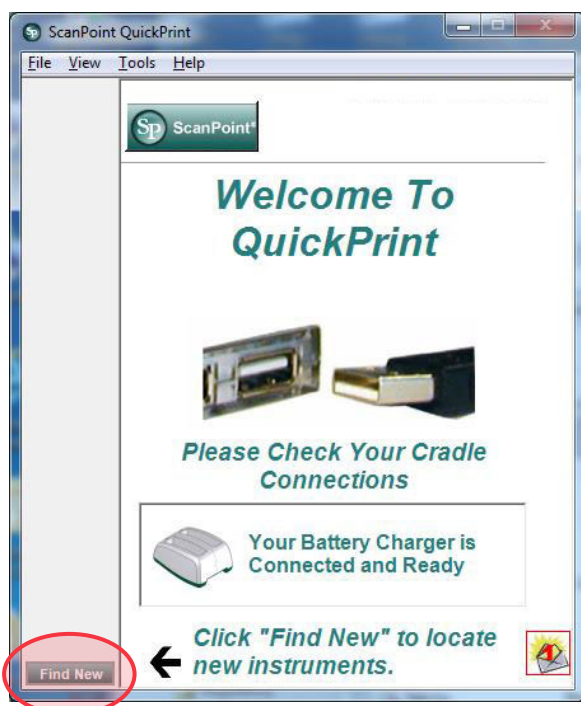 ScanPoint QuickPrint
File View Tools Help
Sp ScanPoint®
Welcome To
QuickPrint
Please Check Your Cradle
Connections
Your Battery Charger is
Connected and Ready
Click "Find New" to locate
new instruments.
Find New